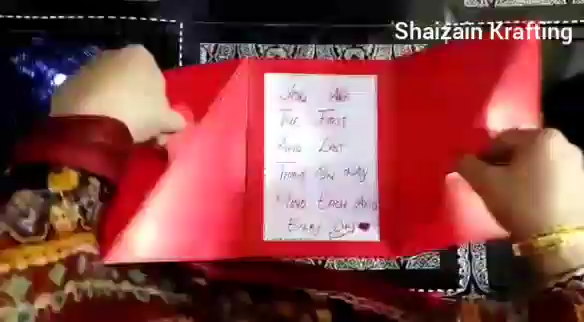 Shaizain Krafting
You Are
The First
And Last
Thing On My
Mind Each And
Every Day